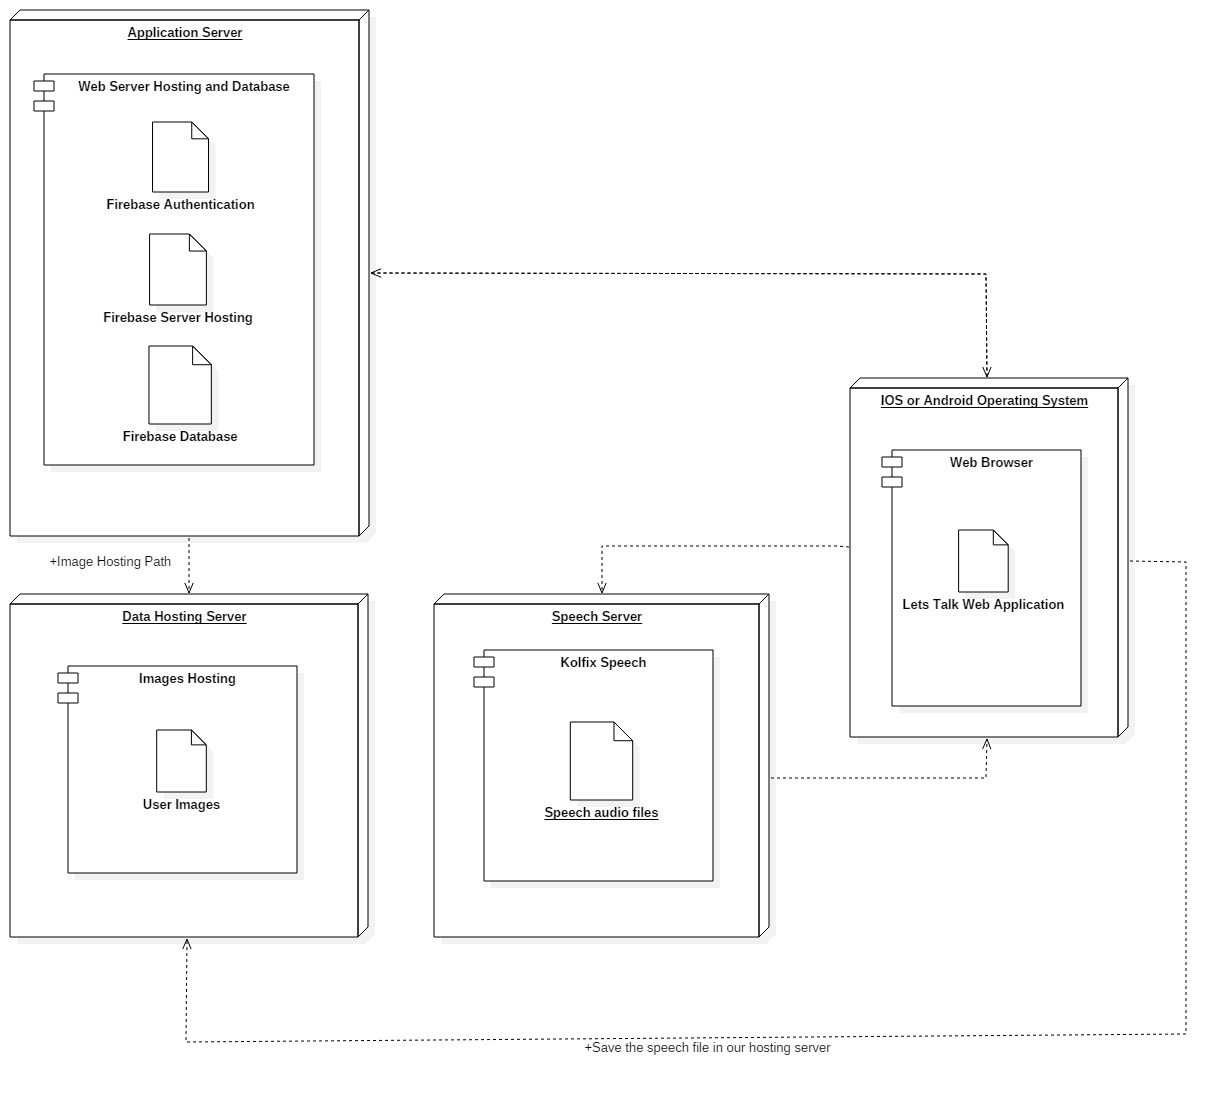 Application Server
Web Server Hosting and Database
Firebase Authentication
Firebase Server Hosting
Firebase Database
IOS or Android Operating System
Web Browser
Lets Talk Web Application
+Image Hosting Path
Data Hosting Server
Images Hosting
User Images
Speech Server
Kolfix Speech
Speech audio files
+Save the speech file in our hosting server